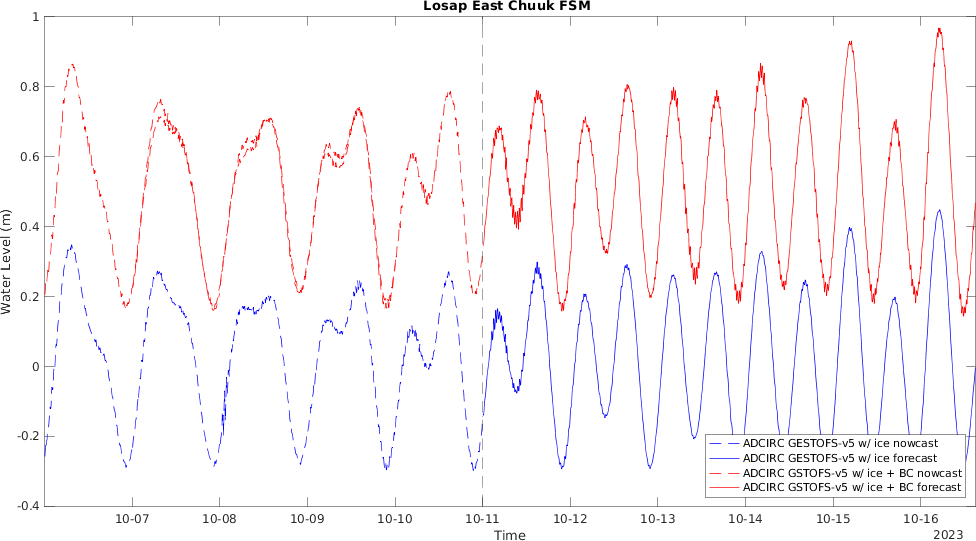 Losap East Chuuk FSM
Water Level (m)
1
0.8
0.6
0.4
0.2
0
-0.2
-0.4
ADCIRC GESTOFS-v5 w/ ice nowcast
ADCIRC GESTOFS-v5 w/ ice forecast
ADCIRC GSTOFS-v5 w/ ice + BC nowcast
ADCIRC GSTOFS-v5 w/ ice + BC forecast
10-07 10-08 10-09 10-10 10-11 10-12 10-13 10-14 10-15 10-16
Time
2023